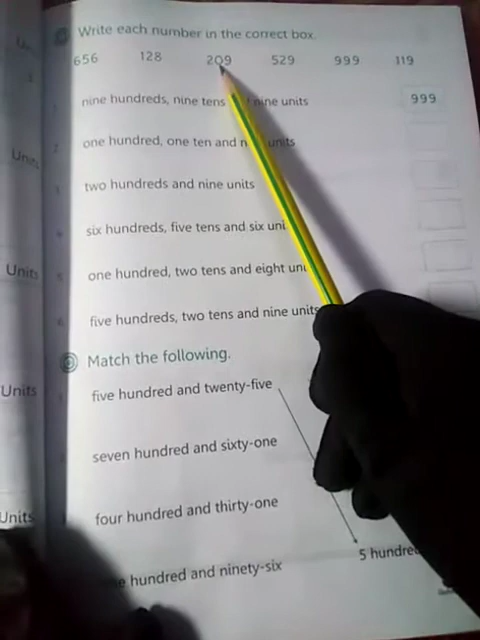 Write each number in the correct box.
656 128 209 529 999 119
nine hundreds, nine tens nine units 999
2. one hundred, one ten and units
3. two hundreds and nine units
six hundreds, five tens and six
Units
one hundred, two tens and eight
five hundreds, two tens and nine units
Match the following.
Units
five hundred and twenty-five
seven hundred and sixty-one
four hundred and thirty-one
Units
5
hundred and ninety-six